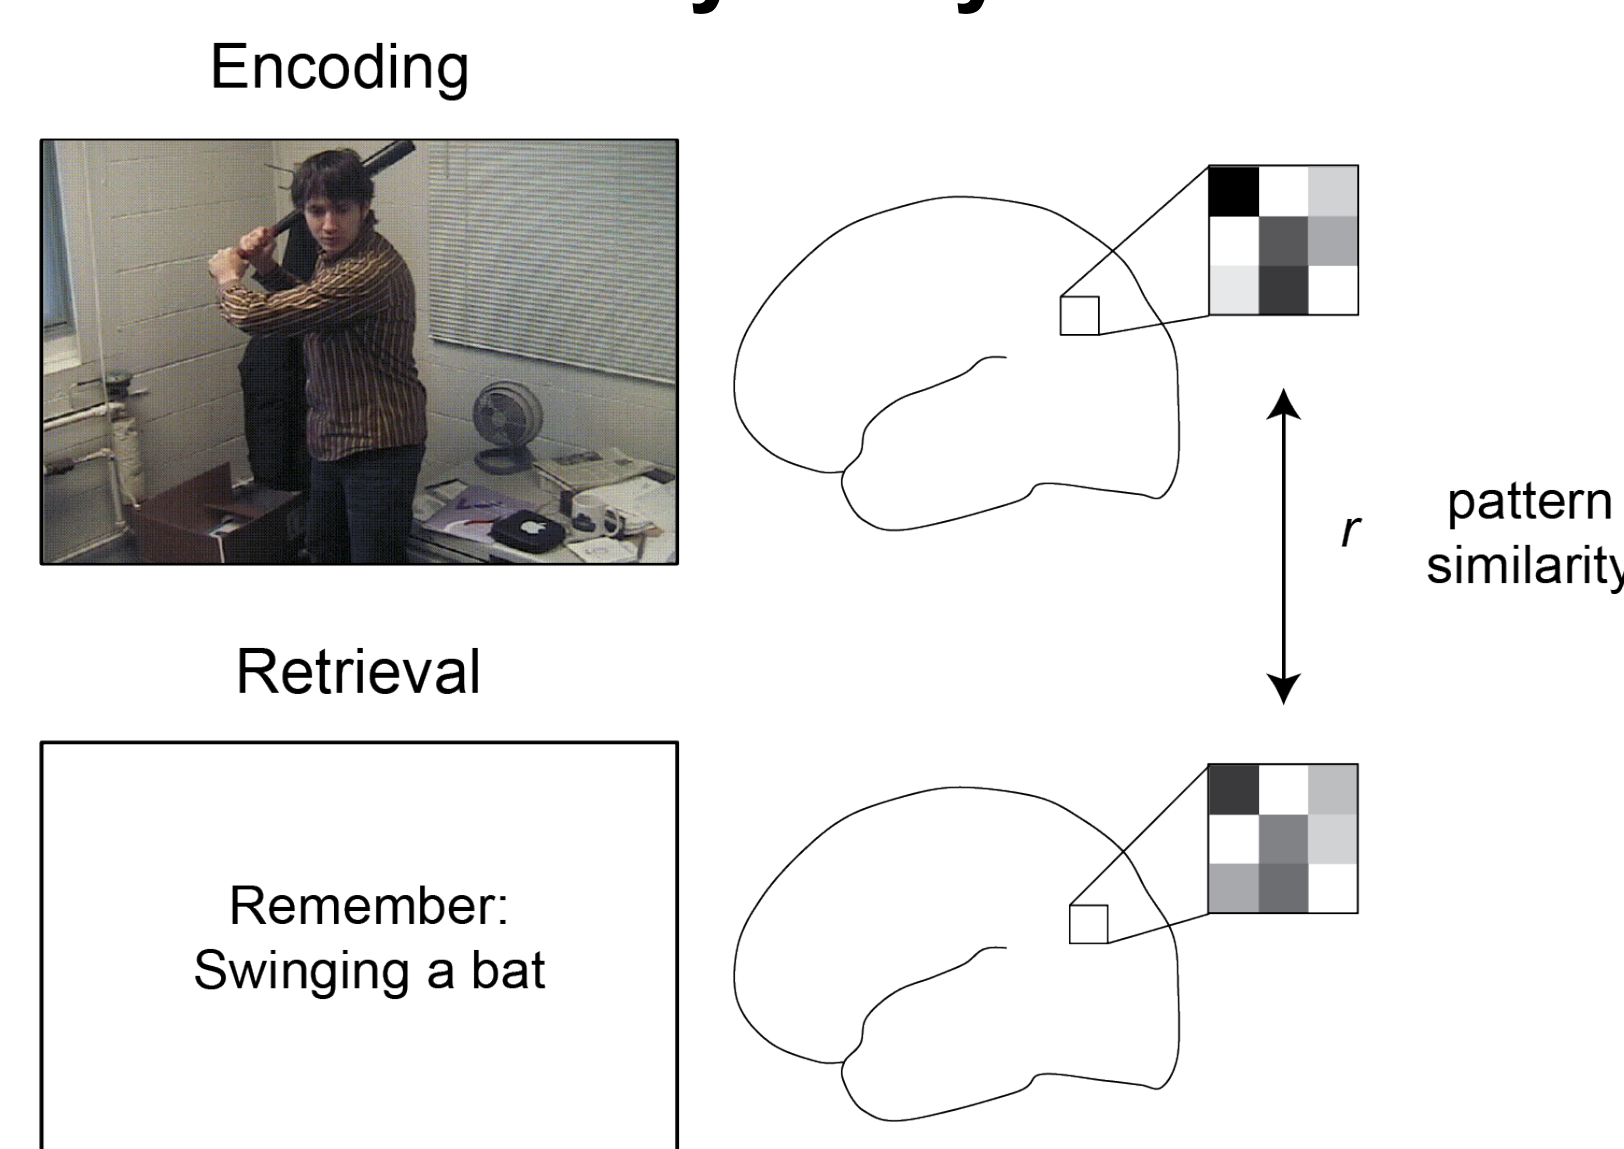 Encoding
r
pattern
similarity
Retrieval
Remember:
Swinging a bat